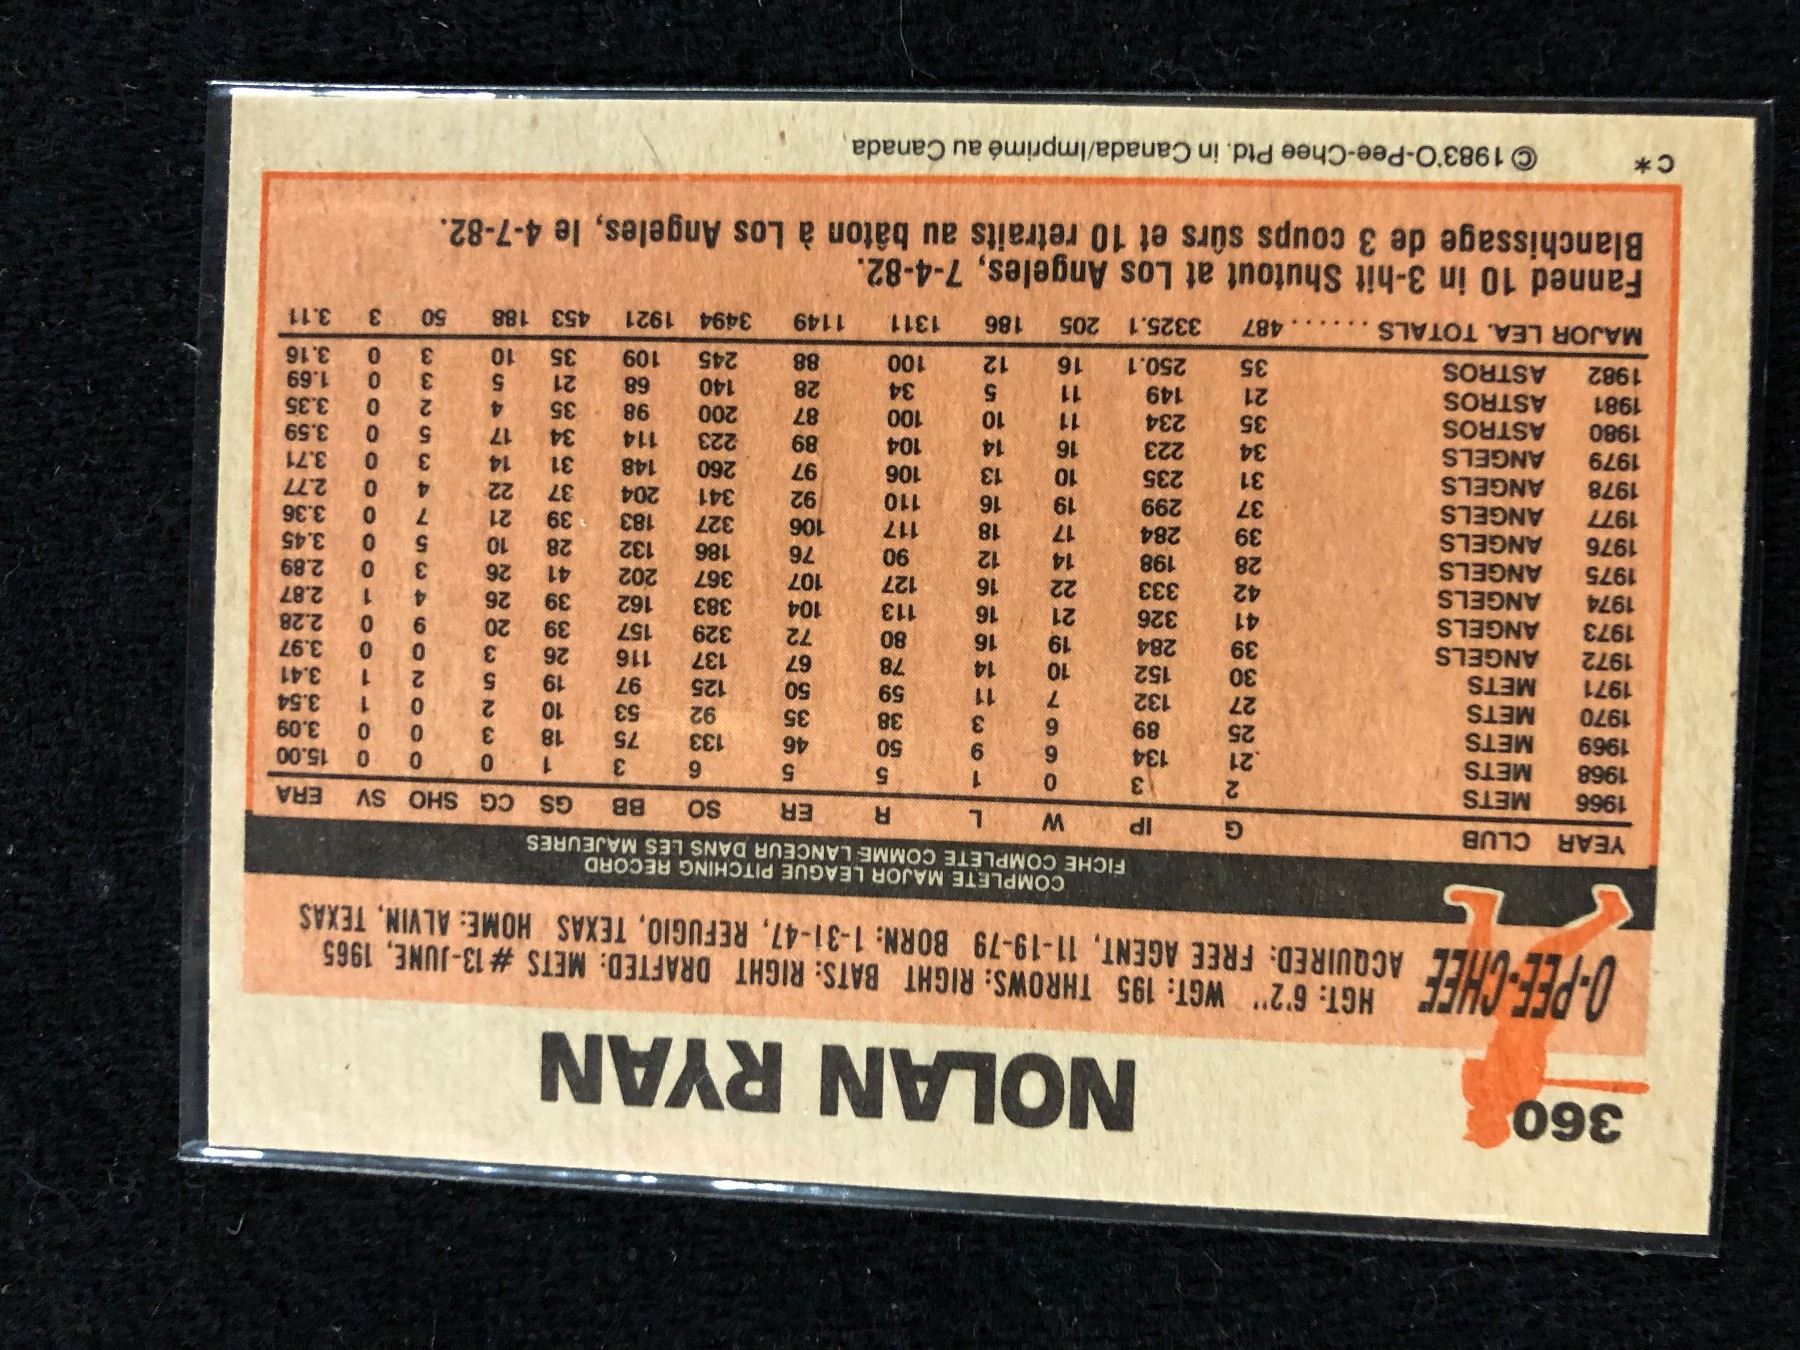 360
NOLAN RYAN
O-PEE-CHEE
HGT: 6'2" WGT: 195 THROWS: RIGHT BATS: RIGHT DRAFTED: METS #13-JUNE, 1965
ACQUIRED: FREE AGENT, 11-19-79 BORN: 1-31-47, REFUGIO, TEXAS HOME: ALVIN, TEXAS
COMPLETE MAJOR LEAGUE PITCHING RECORD
FICHE COMPLETE COMME LANCEUR DANS LES MAJEURES
YEAR CLUB G IP W L R ER SO BB GS CG SHO SV ERA
1966 METS 2 3 0 1 5 5 6 3 1 0 0 0 15.00
1968 METS 21 134 6 9 50 46 133 75 18 3 0 0 3.09
1969 METS 25 89 6 3 38 35 92 53 10 2 0 1 3.54
1970 METS 27 132 7 11 59 50 125 97 19 5 2 1 3.41
1971 METS 30 152 10 14 78 67 137 116 26 3 0 0 3.97
1972 ANGELS 39 284 19 16 80 72 329 157 39 20 9 0 2.28
1973 ANGELS 41 326 21 16 113 104 383 162 39 26 4 1 2.87
1974 ANGELS 42 333 22 16 127 107 367 202 41 26 3 0 2.89
1975 ANGELS 28 198 14 12 90 76 186 132 28 10 5 0 3.45
1976 ANGELS 39 284 17 18 117 106 327 183 39 21 7 0 3.36
1977 ANGELS 37 299 19 16 110 92 341 204 37 22 4 0 2.77
1978 ANGELS 31 235 10 13 106 97 260 148 31 14 3 0 3.71
1979 ANGELS 34 223 16 14 104 89 223 114 34 17 5 0 3.59
1980 ASTROS 35 234 11 10 100 87 200 98 35 4 2 0 3.35
1981 ASTROS 21 149 11 5 34 28 140 68 21 5 3 0 1.69
1982 ASTROS 35 250.1 16 12 100 88 245 109 35 10 3 0 3.16
MAJOR LEA. TOTALS ....... 487 3325.1 205 186 1311 1149 3494 1921 453 188 50 3 3.11
Fanned 10 in 3-hit Shutout at Los Angeles, 7-4-82.
Blanchissage de 3 coups sûrs et 10 retraits au bâton à Los Angeles, le 4-7-82.
C* © 1983 O-Pee-Chee Ptd. in Canada/Imprimé au Canada